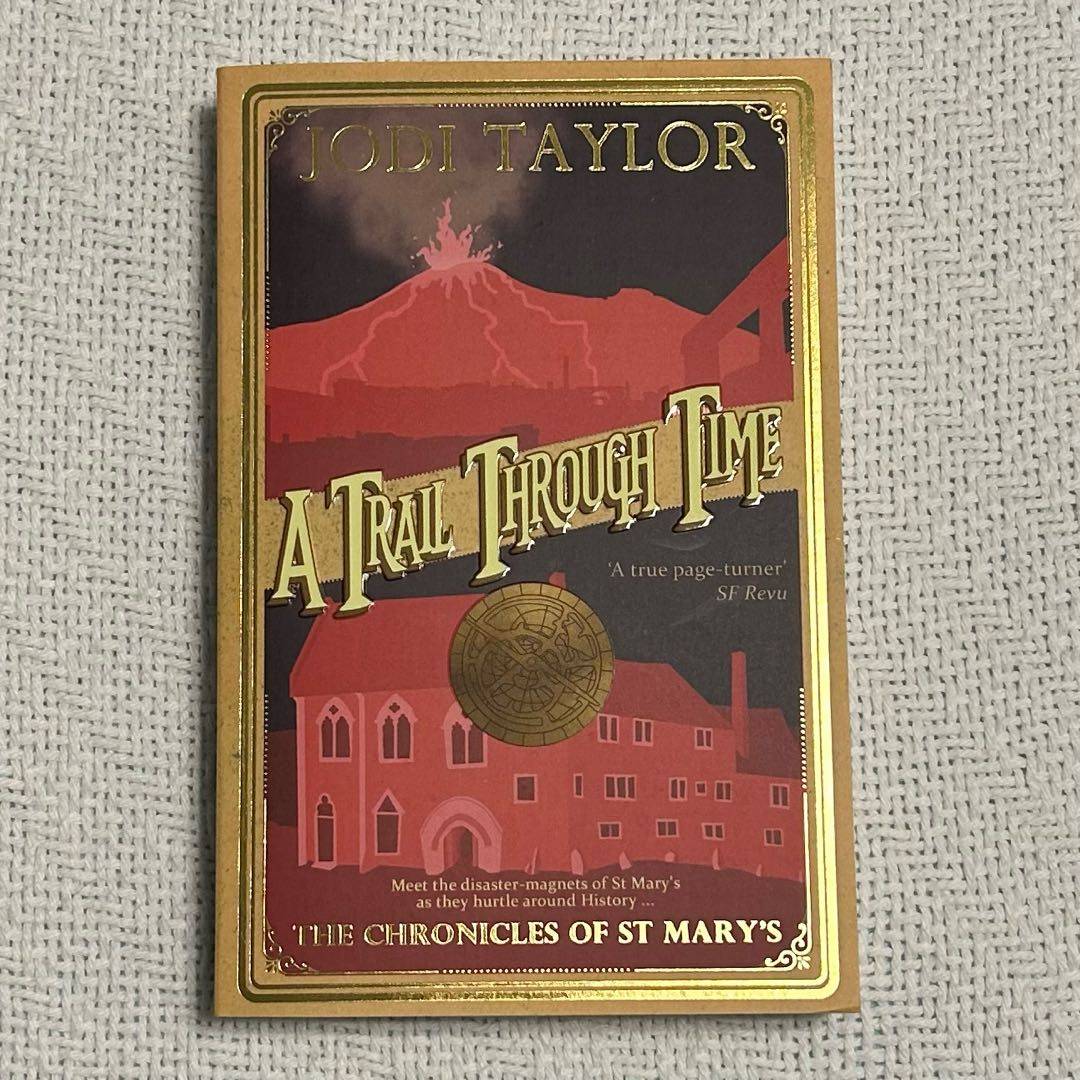 JODI TAYLOR
A TRAIL THROUGH TIME
'A true page-turner'
SF Revu
Meet the disaster-magnets of St Mary's
as they hurtle around History ...
THE CHRONICLES OF ST MARY'S